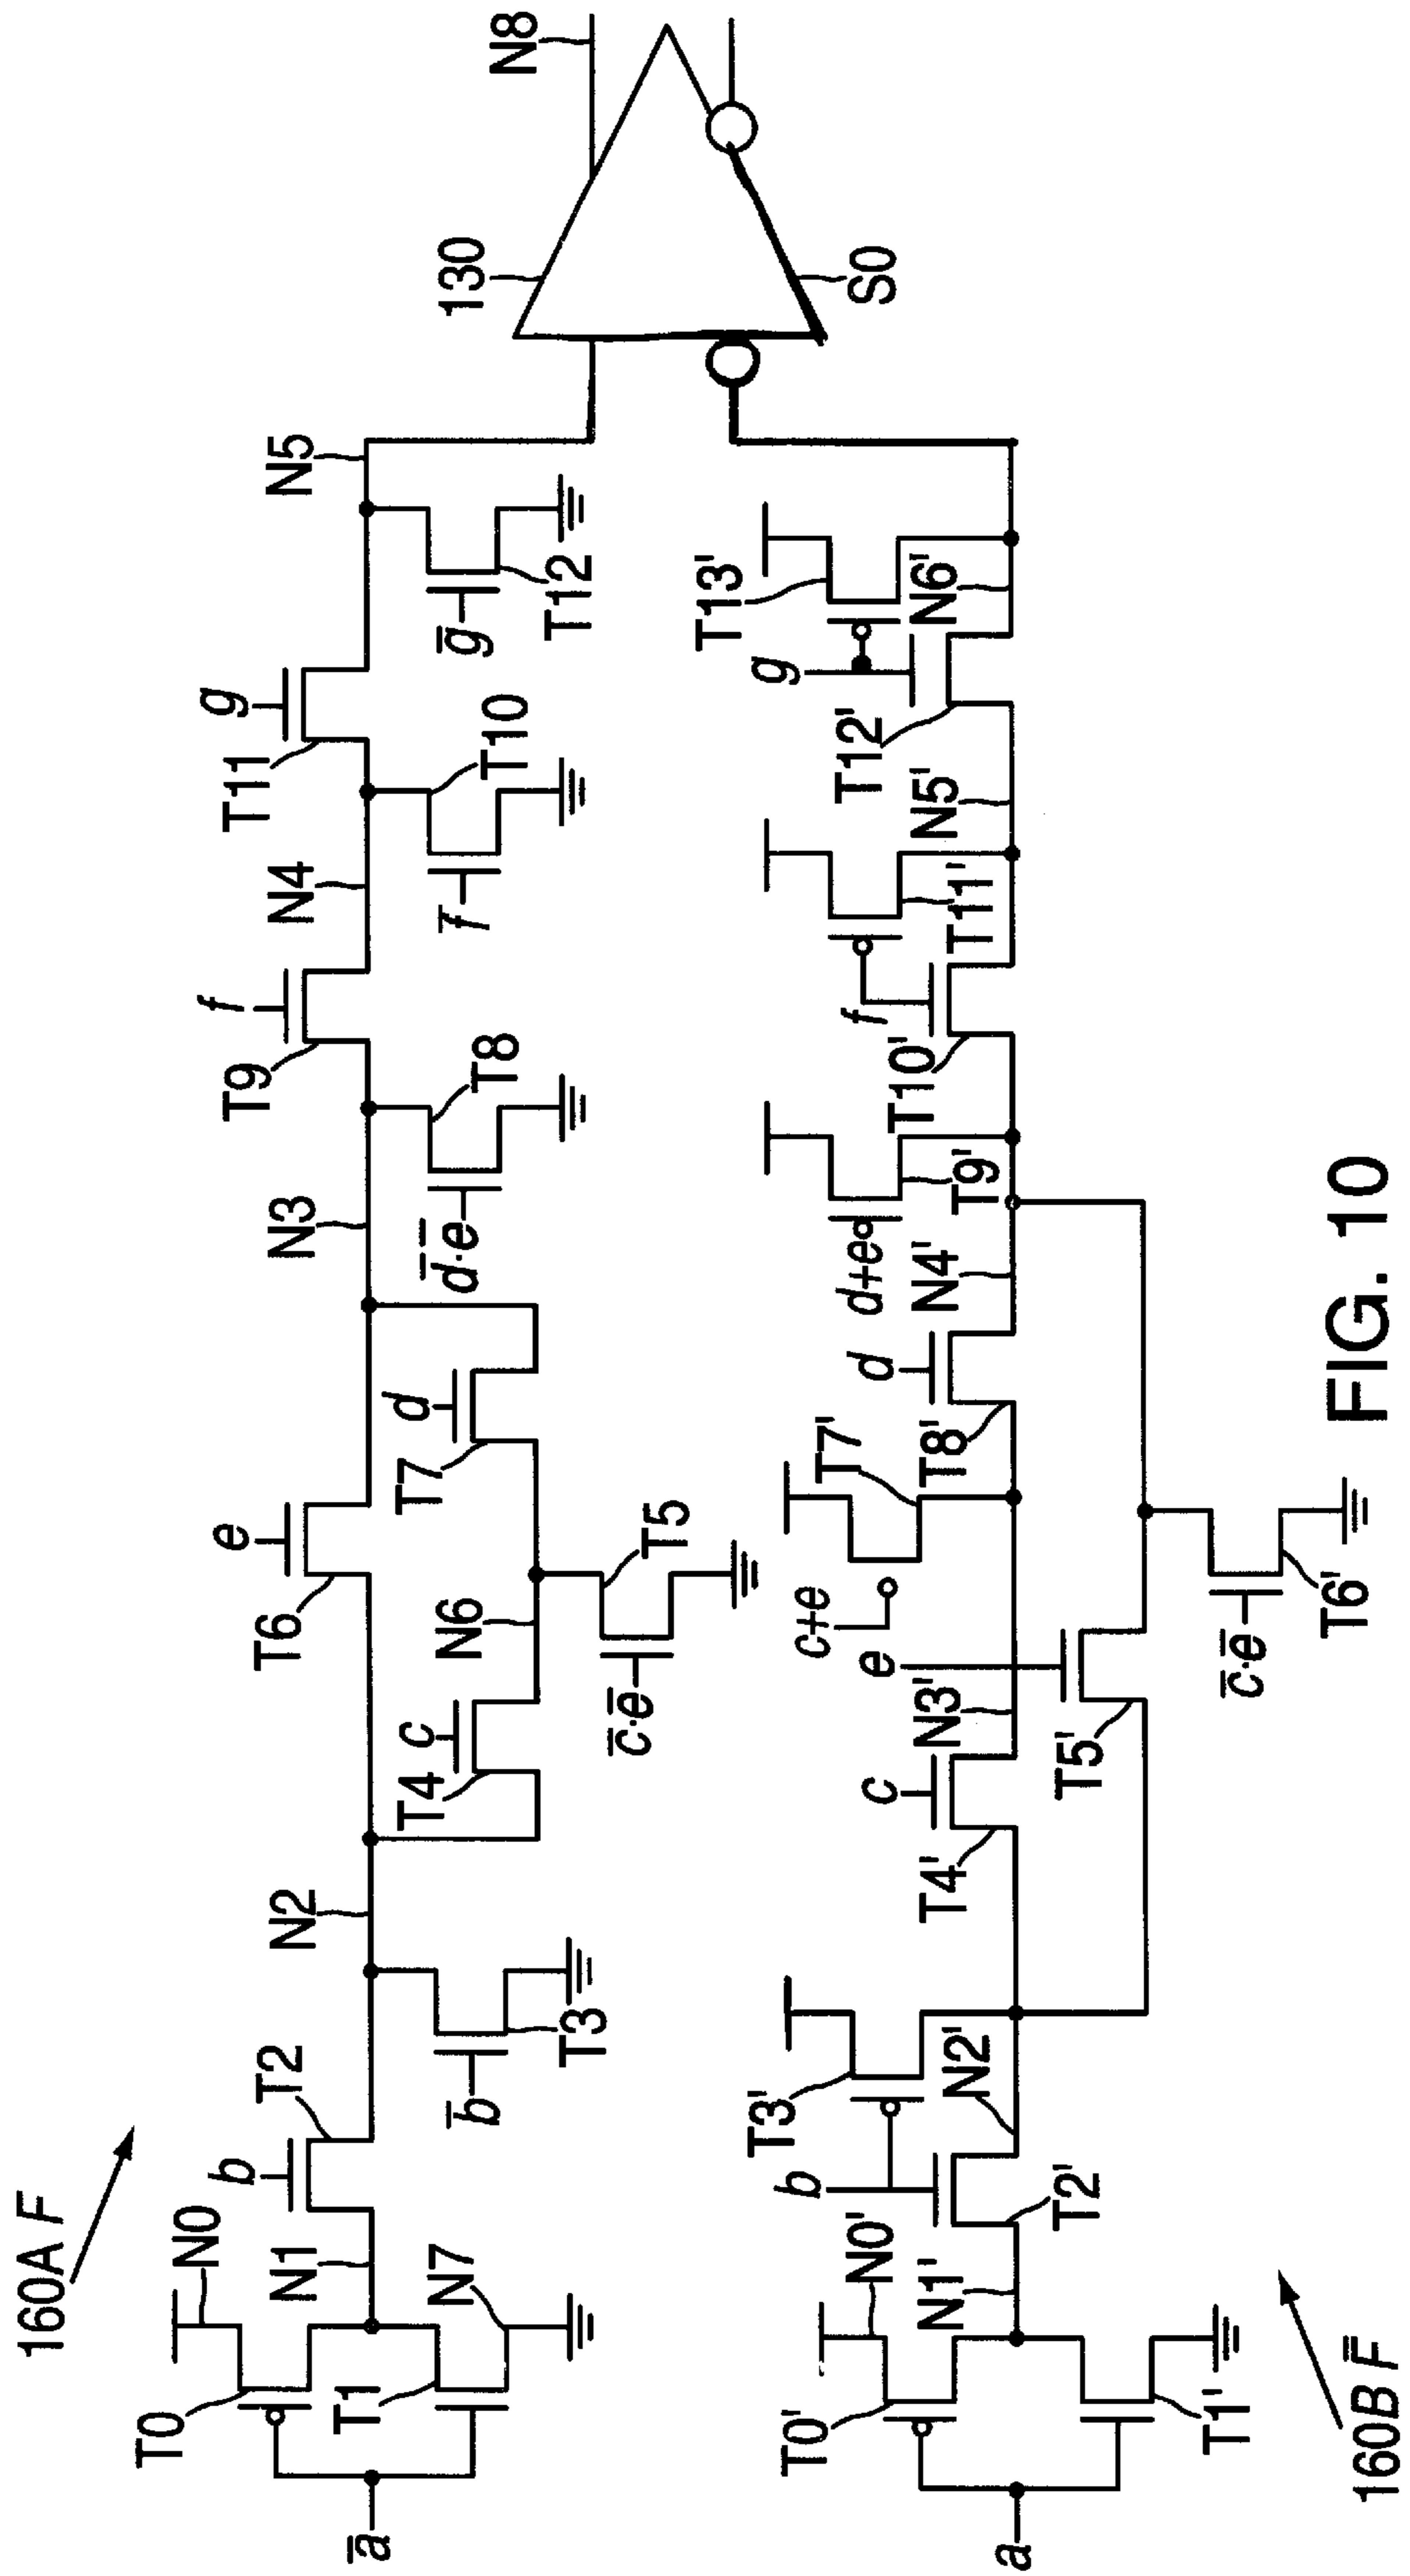 160A F
a̅
T0
N0
T1
N1
N7
b
T2
b̅
T3
N2
T4
c
N6
c̅·e̅
T5
T6
e
T7
d
N3
d̅·e̅
T8
T9
f
N4
f̅
T10
T11
g
g̅
T12
N5
130
N8
S0
160B F̅
a
T0'
N0'
T1'
N1'
b
T2'
T3'
N2'
T4'
c
N3'
e
T5'
c+e
T7'
c̅·e̅
T6'
T8'
d
N4'
d+e
T9'
T10'
f
T11'
N5'
T12'
g
T13'
N6'
FIG. 10